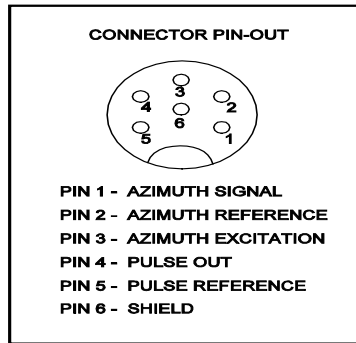 CONNECTOR PIN-OUT
3
4 2
6
5 1
PIN 1 - AZIMUTH SIGNAL
PIN 2 - AZIMUTH REFERENCE
PIN 3 - AZIMUTH EXCITATION
PIN 4 - PULSE OUT
PIN 5 - PULSE REFERENCE
PIN 6 - SHIELD